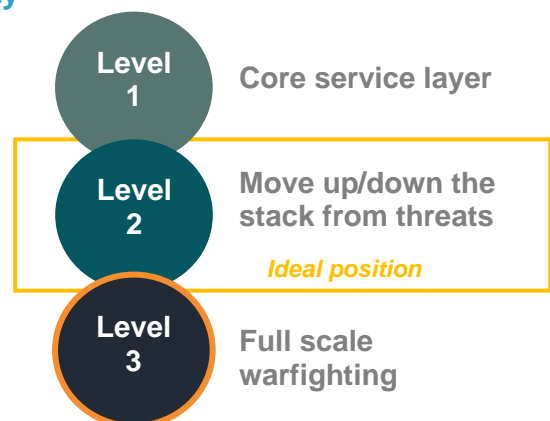 Level
1
Core service layer
Level
2
Move up/down the
stack from threats
Ideal position
Level
3
Full scale
warfighting